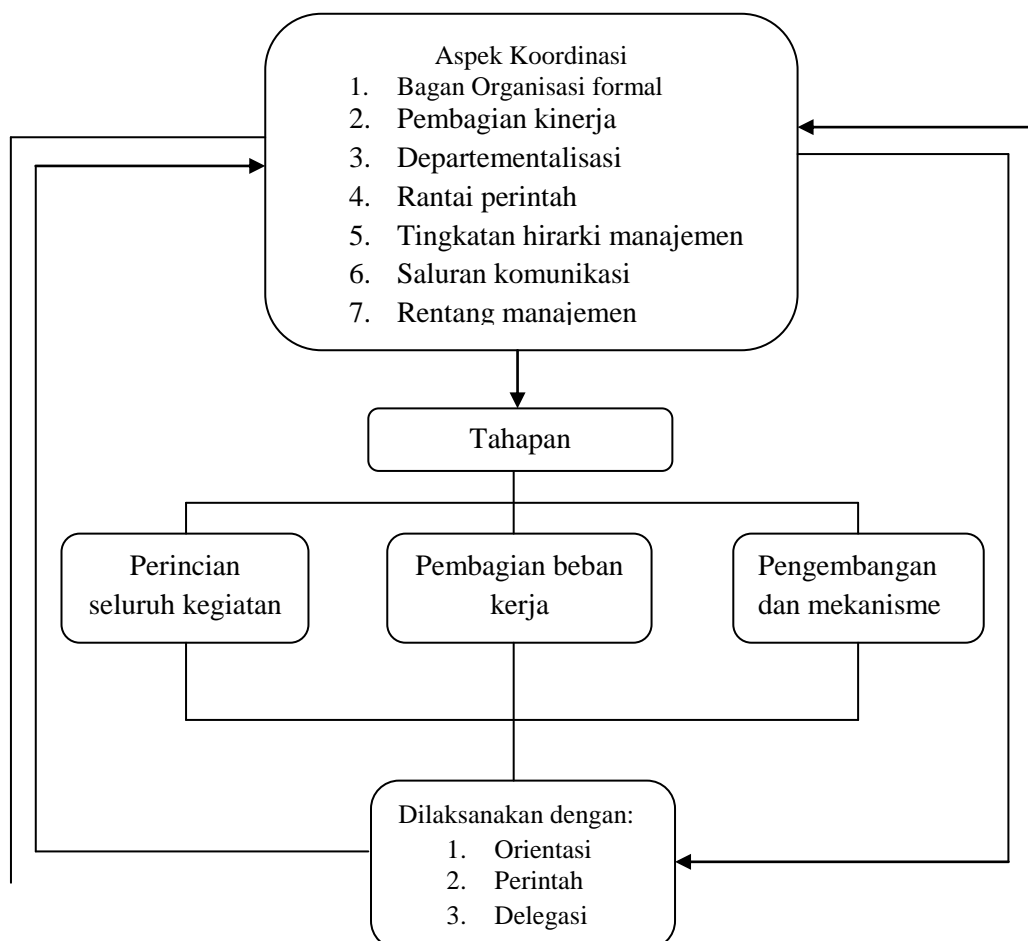 Aspek Koordinasi
1. Bagan Organisasi formal
2. Pembagian kinerja
3. Departementalisasi
4. Rantai perintah
5. Tingkatan hirarki manajemen
6. Saluran komunikasi
7. Rentang manajemen
Tahapan
Perincian
seluruh kegiatan
Pembagian beban
kerja
Pengembangan
dan mekanisme
Dilaksanakan dengan:
1. Orientasi
2. Perintah
3. Delegasi